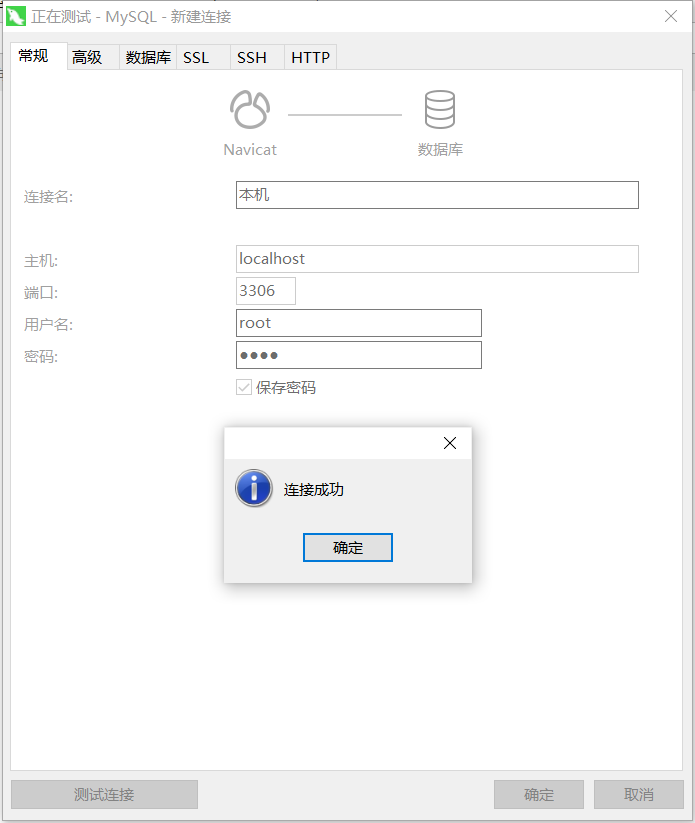 正在测试 - MySQL - 新建连接
常规 高级 数据库 SSL SSH HTTP
Navicat 数据库
连接名: 本机
主机: localhost
端口: 3306
用户名: root
密码: ●●●●
保存密码
连接成功
确定
测试连接 确定 取消